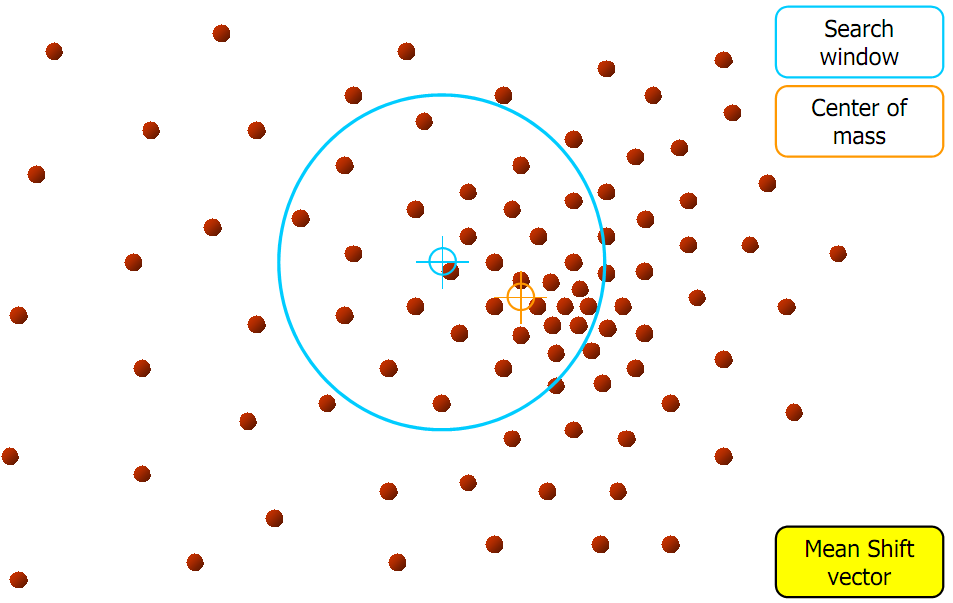 Search
window
Center of
mass
Mean Shift
vector